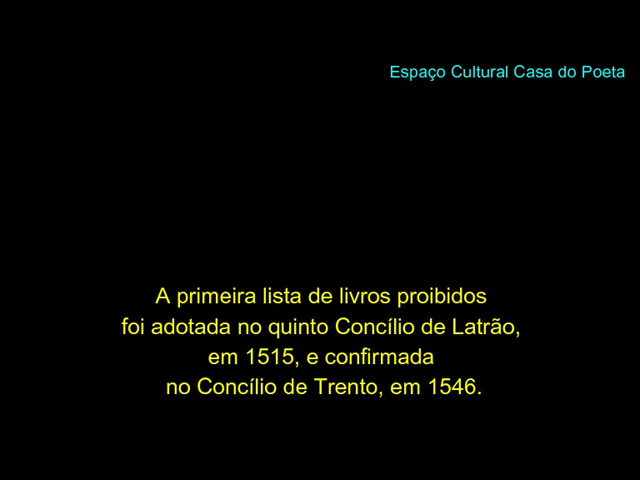 Espaço Cultural Casa do Poeta
A primeira lista de livros proibidos
foi adotada no quinto Concílio de Latrão,
em 1515, e confirmada
no Concílio de Trento, em 1546.